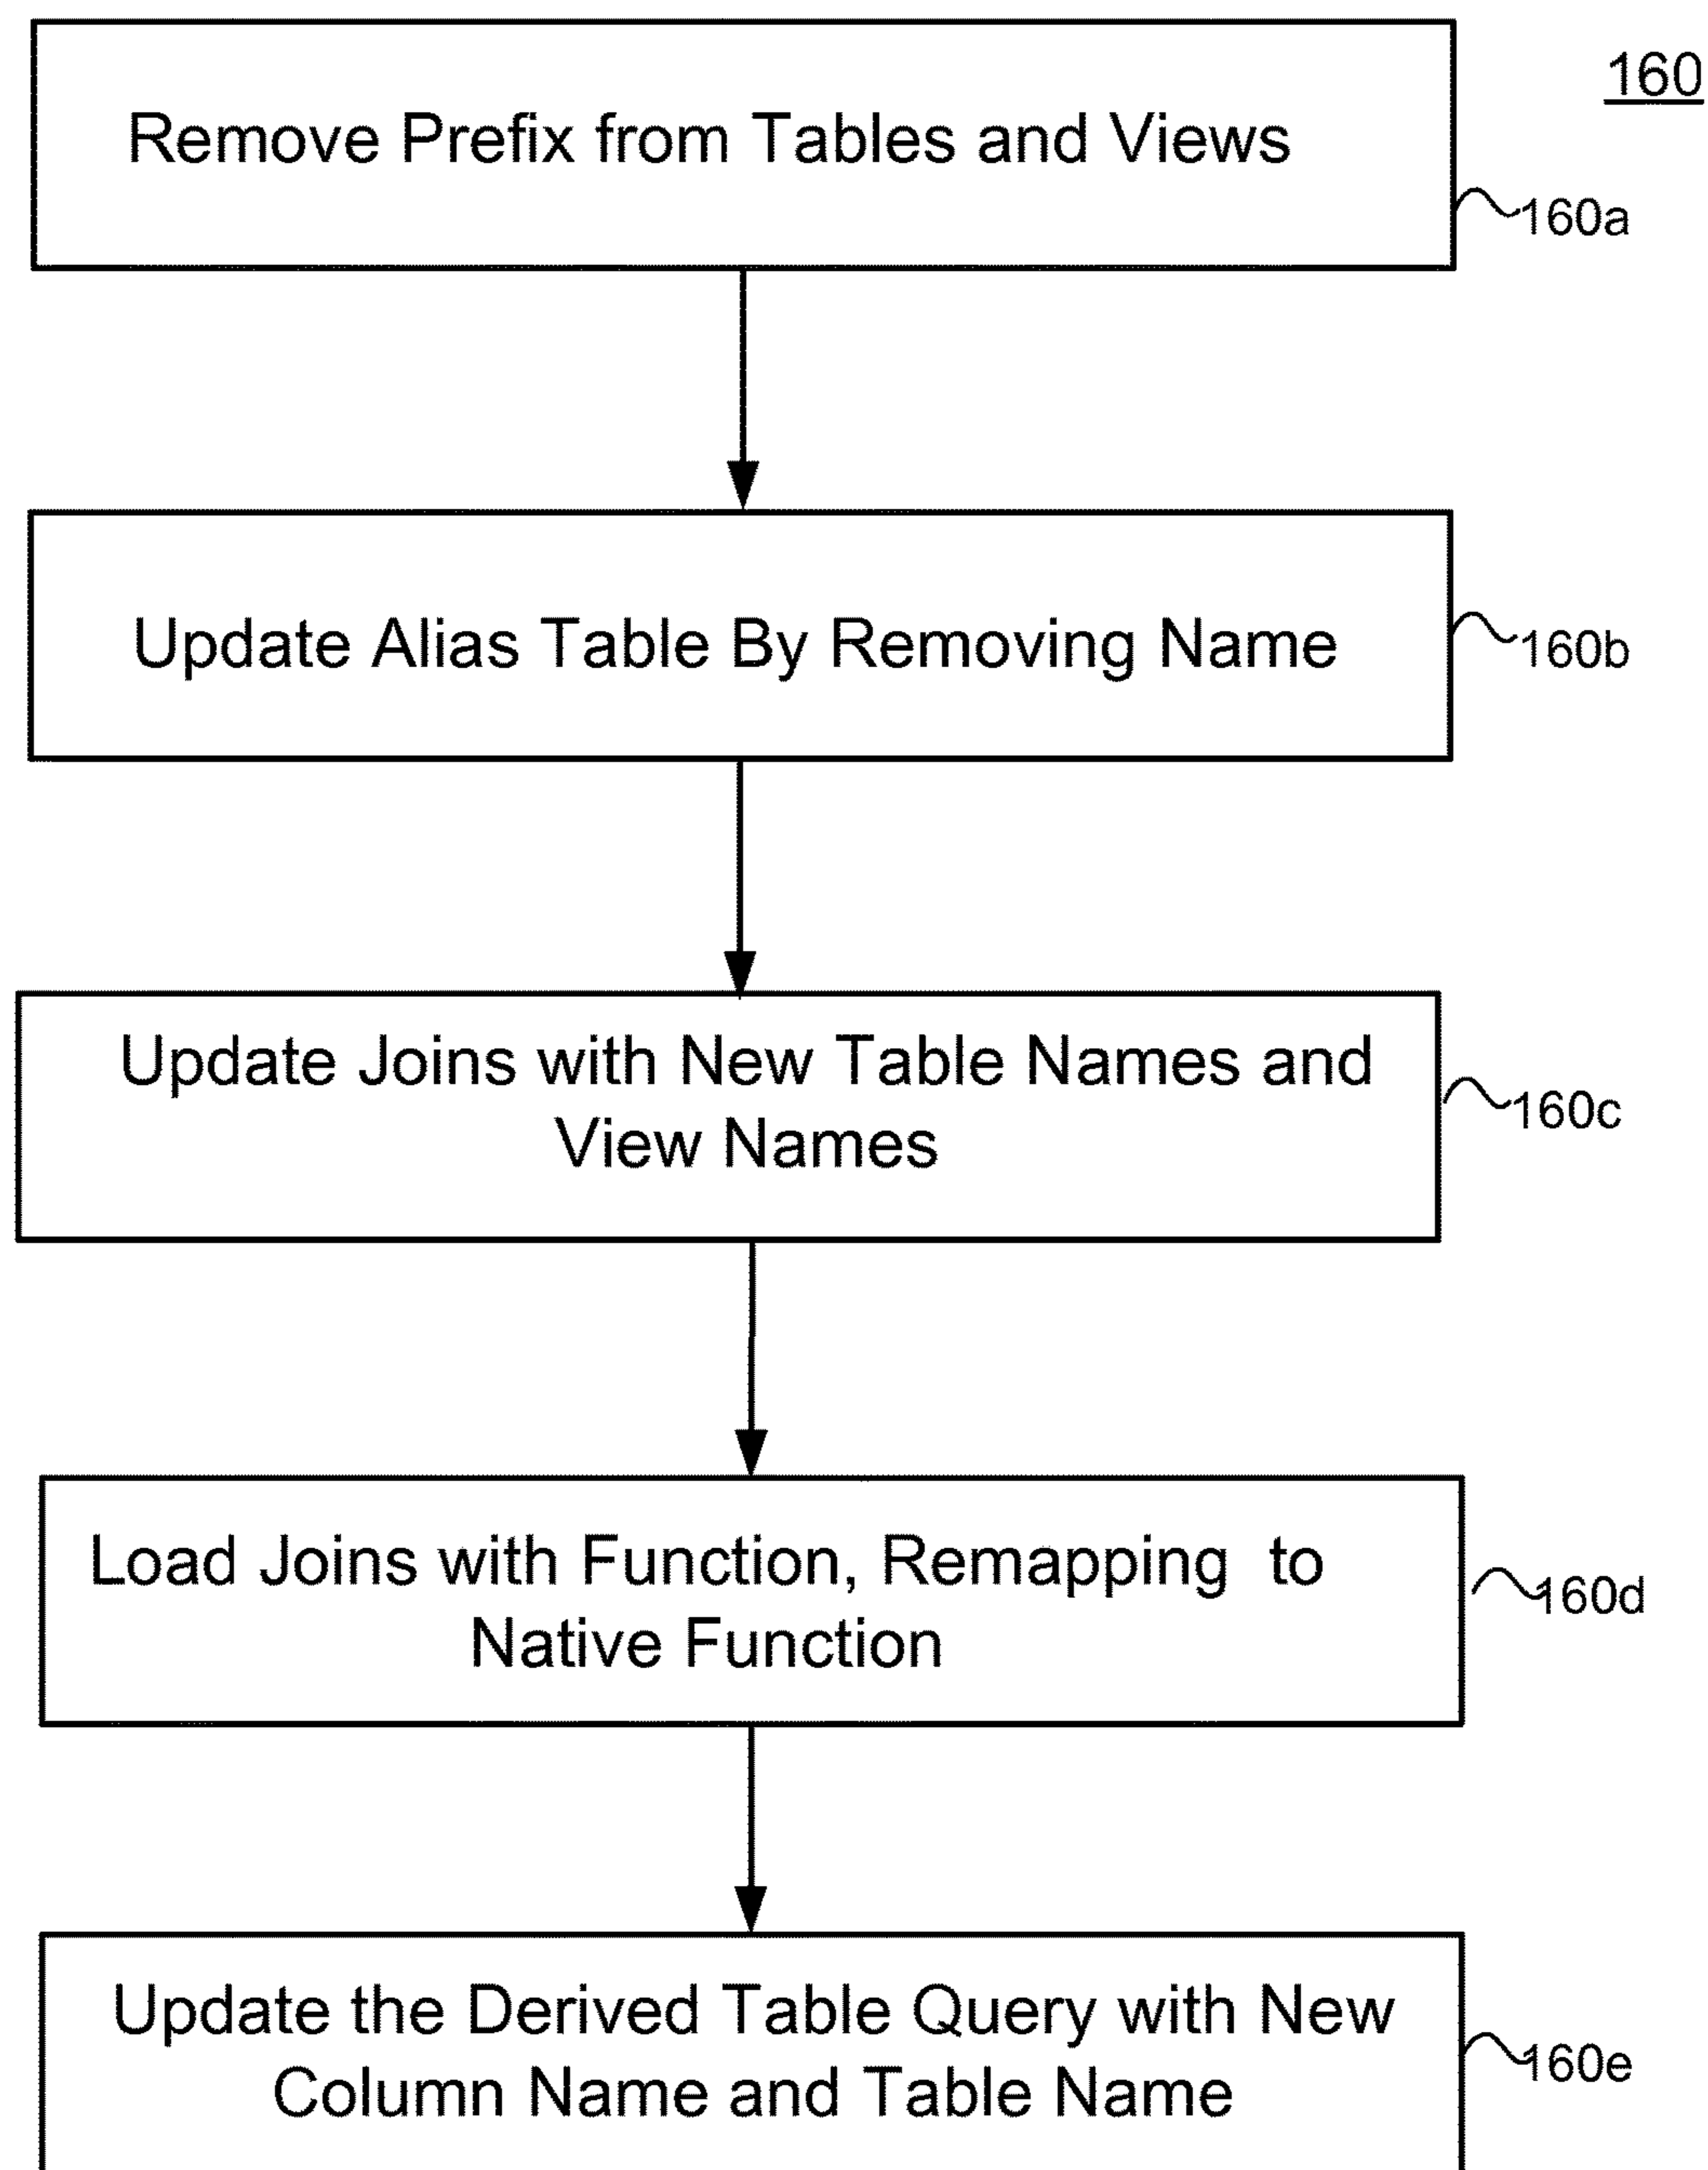 160
Remove Prefix from Tables and Views
160a
Update Alias Table By Removing Name
160b
Update Joins with New Table Names and
View Names
160c
Load Joins with Function, Remapping to
Native Function
160d
Update the Derived Table Query with New
Column Name and Table Name
160e